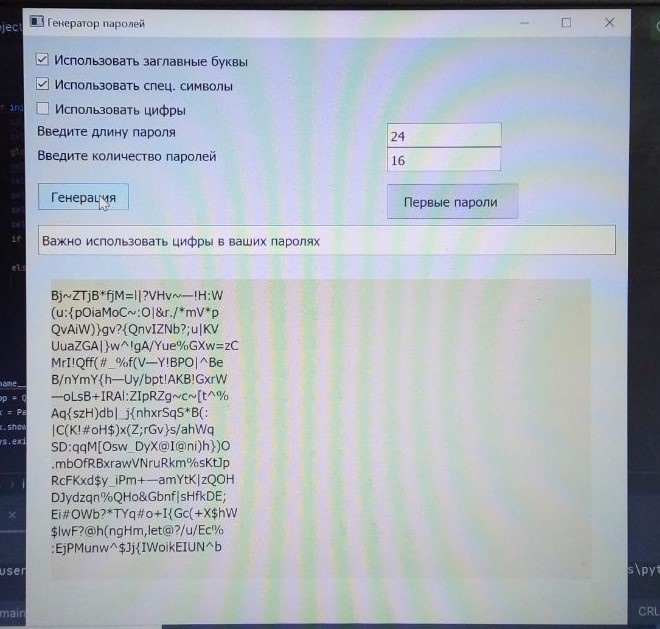 Генератор паролей
Использовать заглавные буквы
Использовать спец. символы
Использовать цифры
Введите длину пароля
24
Введите количество паролей
16
Генерация
Первые пароли
Важно использовать цифры в ваших паролях
Bj~ZTjB*fjM=l|?VHv~—!H:W
(u:{pOiaMoC~:O|&r./*mV*p
QvAiW)}gv?{QnvIZNb?;u|KV
UuaZGA|}w^!gA/Yue%GXw=zC
MrI!Qff(#_%f(V—Y!BPO|^Be
B/nYmY{h—Uy/bpt!AKB!GxrW
—oLsB+IRAl:ZIpRZg~c~[t^%
Aq{szH)db|_j{nhxrSqS*B(:
|C(K!#oH$)x(Z;rGv}s/ahWq
SD:qqM[Osw_DyX@I@ni)h})O
.mbOfRBxrawVNruRkm%sKtJp
RcFKxd$y_iPm+—amYtK|zQOH
DJydzqn%QHo&Gbnf|sHfkDE;
Ei#OWb?*TYq#o+I{Gc(+X$hW
$lwF?@h(ngHm,let@?/u/Ec%
:EjPMunw^$Jj{IWoikEIUN^b